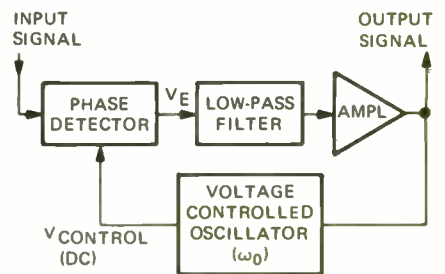 INPUT
SIGNAL
OUTPUT
SIGNAL
PHASE
DETECTOR
VE
LOW-PASS
FILTER
AMPL
VOLTAGE
CONTROLLED
OSCILLATOR
(ω0)
VCONTROL
(DC)